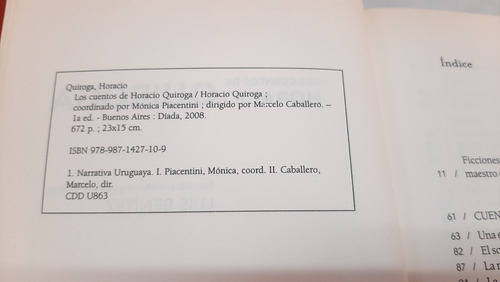 Quiroga, Horacio
Los cuentos de Horacio Quiroga / Horacio Quiroga ;
coordinado por Mónica Piacentini ; dirigido por Marcelo Caballero. –
1a ed. - Buenos Aires : Díada, 2008.
672 p. ; 23x15 cm.
ISBN 978-987-1427-10-9
1. Narrativa Uruguaya. I. Piacentini, Mónica, coord. II. Caballero,
Marcelo, dir.
CDD U863
Índice
Ficciones
11 / maestro
61 / CUEN
63 / Una
82 / El so
87 / La